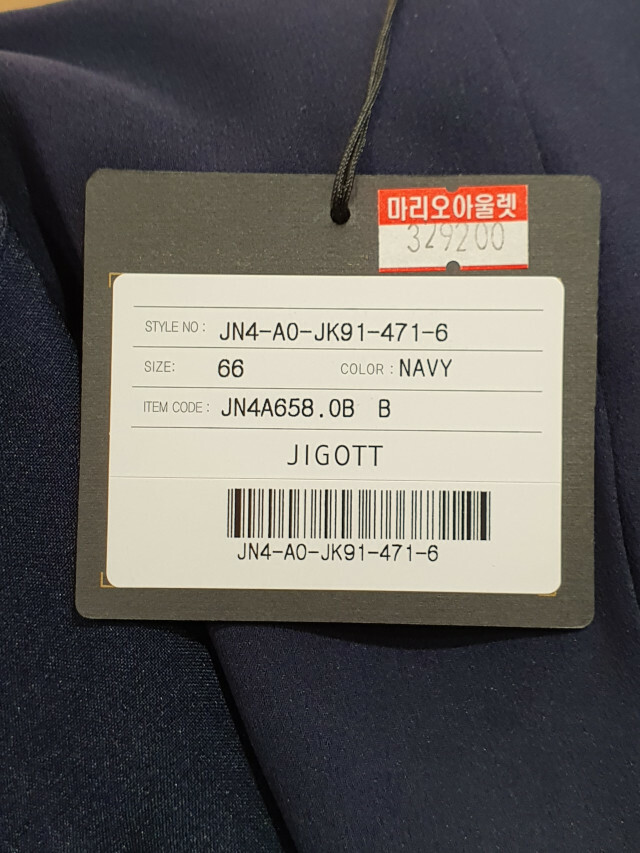 마리오아울렛
329200
STYLE NO: JN4-A0-JK91-471-6
SIZE: 66 COLOR : NAVY
ITEM CODE: JN4A658.0B B
JIGOTT
JN4-A0-JK91-471-6